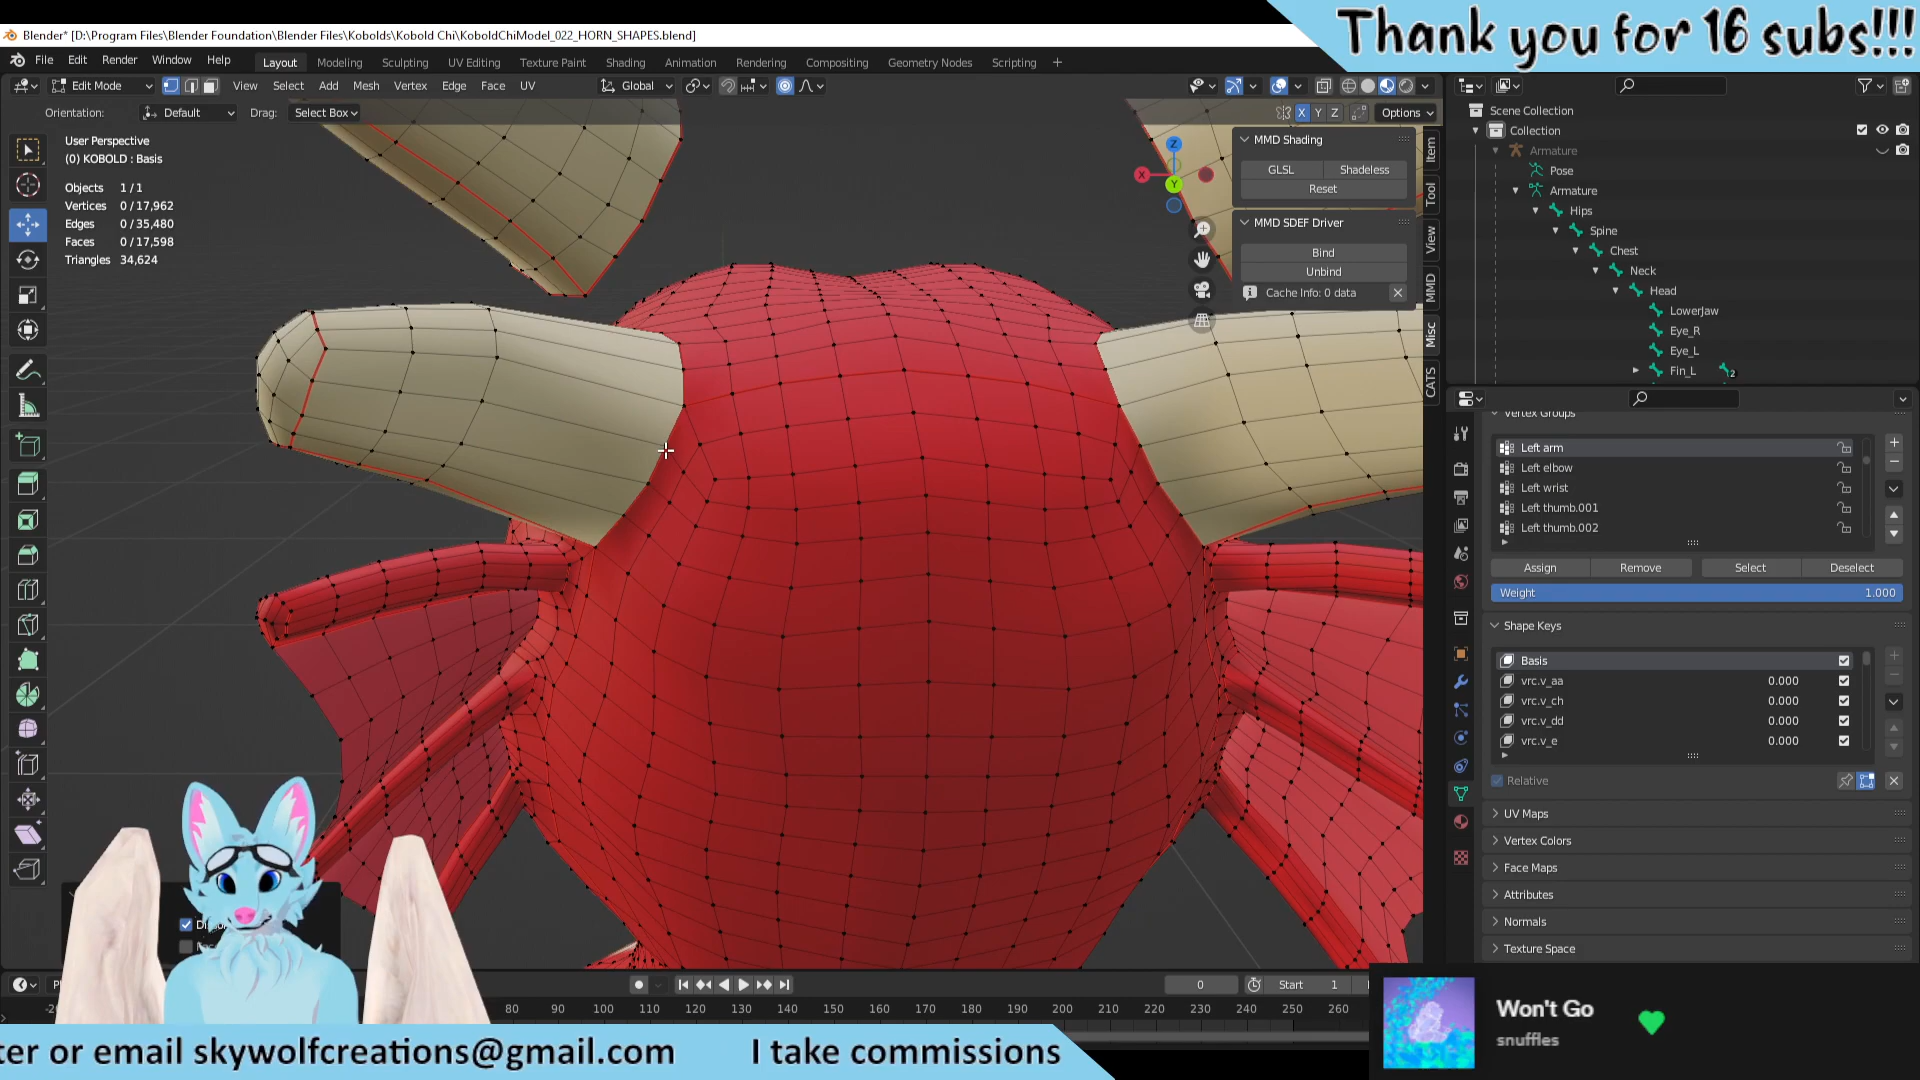 Thank you for 16 subs!!!
Blender* [D:\Program Files\Blender Foundation\Blender Files\Kobolds\Kobold Chi\KoboldChiModel_022_HORN_SHAPES.blend]
File Edit Render Window Help Layout Modeling Sculpting UV Editing Texture Paint Shading Animation Rendering Compositing Geometry Nodes Scripting +
Edit Mode View Select Add Mesh Vertex Edge Face UV Global
Orientation: Default Drag: Select Box X Y Z Options
User Perspective
(0) KOBOLD : Basis
Objects 1/1
Vertices 0/17,962
Edges 0/35,480
Faces 0/17,598
Triangles 34,624
Z
X
Y
MMD Shading
GLSL Shadeless
Reset
MMD SDEF Driver
Bind
Unbind
Cache Info: 0 data
Item
Tool
View
MMD
Misc
CATS
Scene Collection
Collection
Armature
Pose
Armature
Hips
Spine
Chest
Neck
Head
LowerJaw
Eye_R
Eye_L
Fin_L 2
Vertex Groups
Left arm
Left elbow
Left wrist
Left thumb.001
Left thumb.002
Assign Remove Select Deselect
Weight 1.000
Shape Keys
Basis
vrc.v_aa 0.000
vrc.v_ch 0.000
vrc.v_dd 0.000
vrc.v_e 0.000
Relative
UV Maps
Vertex Colors
Face Maps
Attributes
Normals
Texture Space
0 Start 1
80 90 100 110 120 130 140 150 160 170 180 190 200 210 220 230 240 250 260
ter or email skywolfcreations@gmail.com I take commissions
Won't Go
snuffles